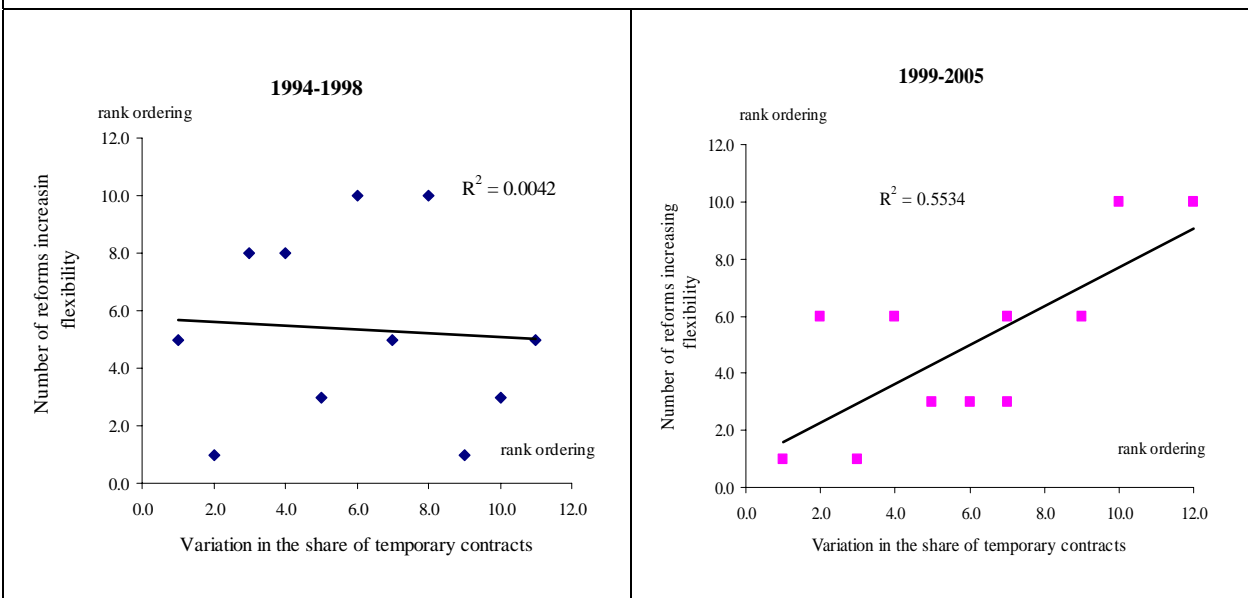 1994-1998
rank ordering
12.0
10.0
8.0
6.0
4.0
2.0
0.0
Number of reforms increasin
flexibility
R2 = 0.0042
rank ordering
0.0 2.0 4.0 6.0 8.0 10.0 12.0
Variation in the share of temporary contracts
1999-2005
rank ordering
12.0
10.0
8.0
6.0
4.0
2.0
0.0
Number of reforms increasing
flexibility
R2 = 0.5534
rank ordering
0.0 2.0 4.0 6.0 8.0 10.0 12.0
Variation in the share of temporary contracts